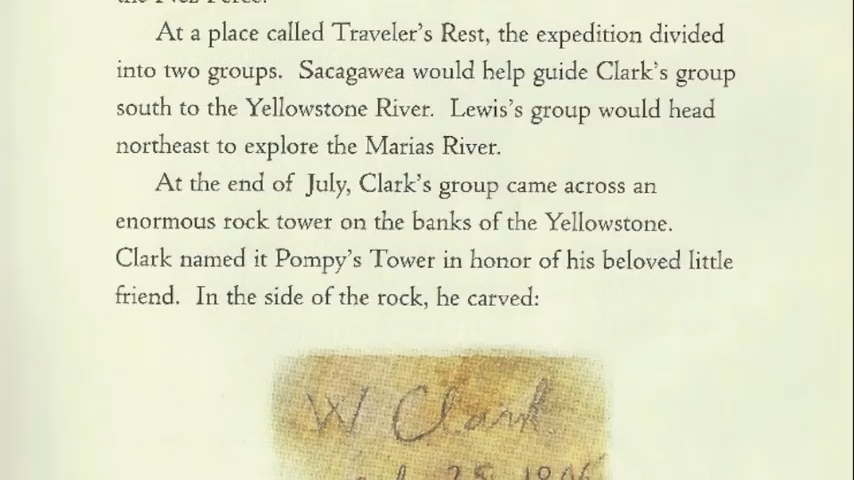 At a place called Traveler's Rest, the expedition divided
into two groups. Sacagawea would help guide Clark's group
south to the Yellowstone River. Lewis's group would head
northeast to explore the Marias River.
At the end of July, Clark's group came across an
enormous rock tower on the banks of the Yellowstone.
Clark named it Pompy's Tower in honor of his beloved little
friend. In the side of the rock, he carved:
W Clark
25 1806